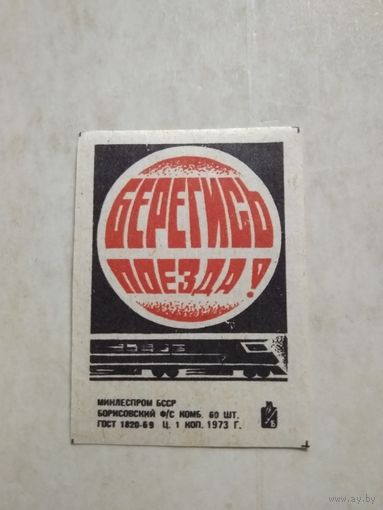 БЕРЕГИСЬ
ПОЕЗДА!
МИНЛЕСПРОМ БССР
БОРИСОВСКИЙ Ф/С КОМБ. 60 ШТ.
ГОСТ 1820-69 Ц. 1 КОП. 1973 Г.
Б
www.ay.by